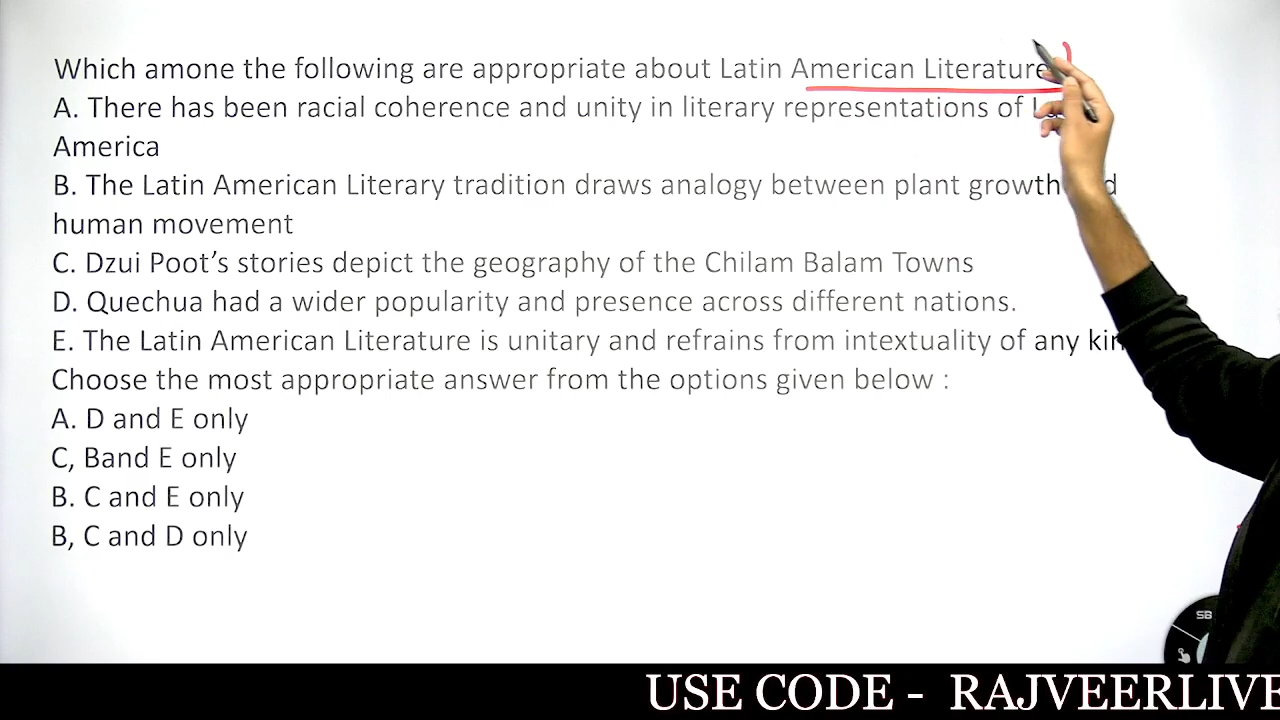 Which amone the following are appropriate about Latin American Literature
A. There has been racial coherence and unity in literary representations of
America
B. The Latin American Literary tradition draws analogy between plant growth
human movement
C. Dzui Poot's stories depict the geography of the Chilam Balam Towns
D. Quechua had a wider popularity and presence across different nations.
E. The Latin American Literature is unitary and refrains from intextuality of any
Choose the most appropriate answer from the options given below :
A. D and E only
C, Band E only
B. C and E only
B, C and D only
SB
USE CODE - RAJVEERLIVE